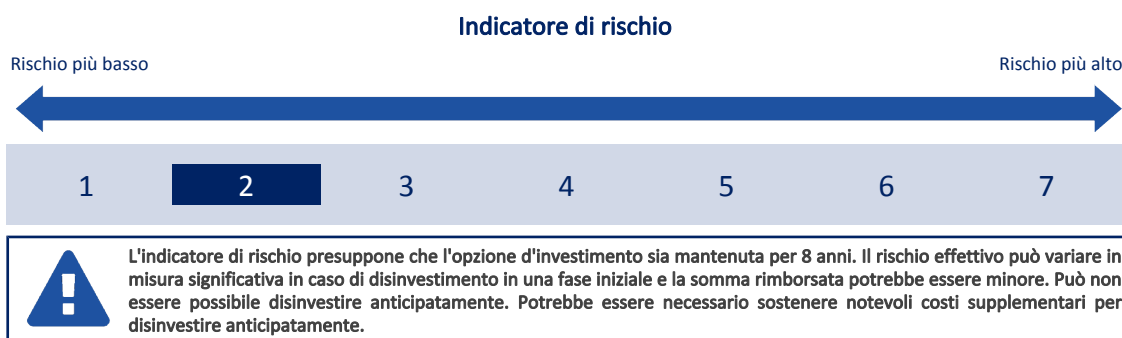 Indicatore di rischio
Rischio più basso
Rischio più alto
1 2 3 4 5 6 7
L'indicatore di rischio presuppone che l'opzione d'investimento sia mantenuta per 8 anni. Il rischio effettivo può variare in
misura significativa in caso di disinvestimento in una fase iniziale e la somma rimborsata potrebbe essere minore. Può non
essere possibile disinvestire anticipatamente. Potrebbe essere necessario sostenere notevoli costi supplementari per
disinvestire anticipatamente.